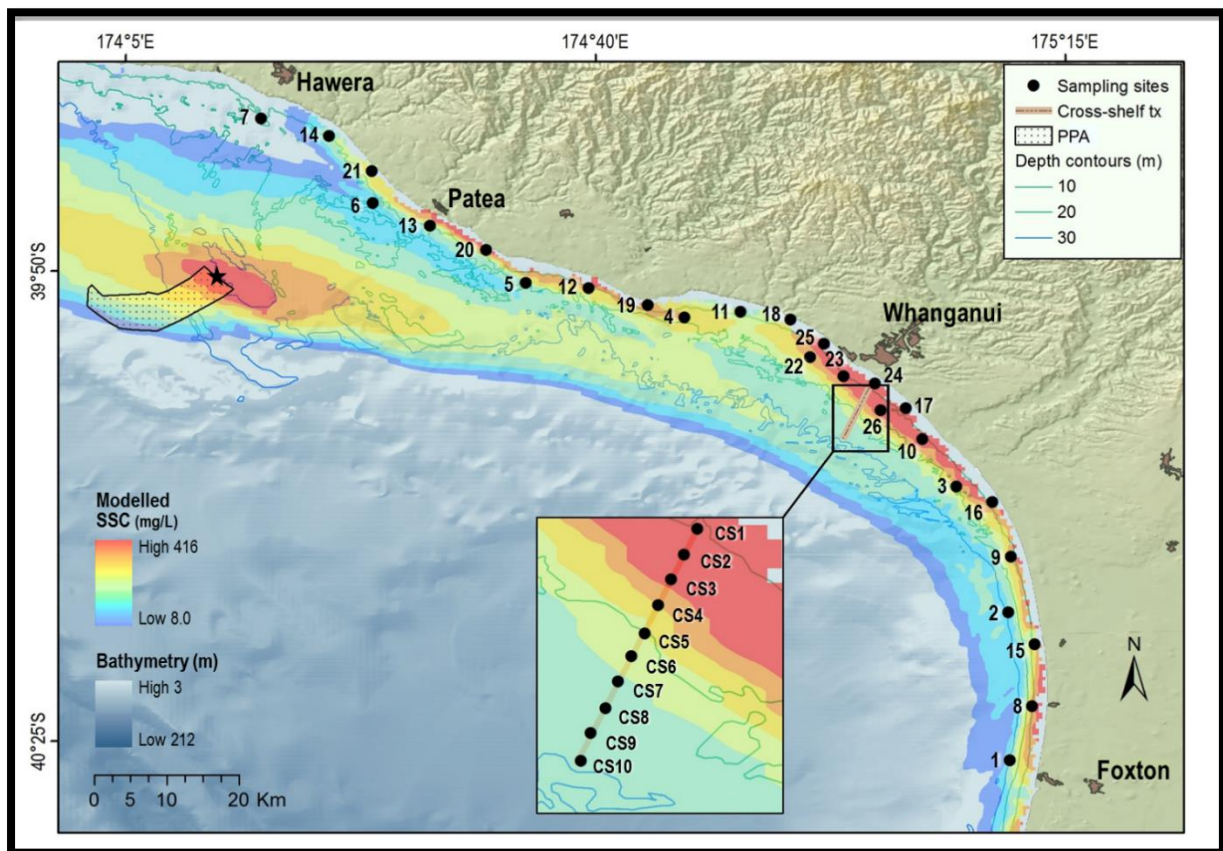 174°5'E
174°40'E
175°15'E
Hawera
Sampling sites
Cross-shelf tx
PPA
Depth contours (m)
10
20
30
7
14
21
Patea
6
13
20
39°50'S
5
12
19
4
11
18
Whanganui
25
22
23
24
17
26
10
3
16
Modelled
SSC (mg/L)
High 416
Low 8.0
CS1
CS2
CS3
CS4
CS5
CS6
CS7
CS8
CS9
CS10
9
2
15
N
Bathymetry (m)
High 3
Low 212
8
40°25'S
1
Foxton
0 5 10 20 Km